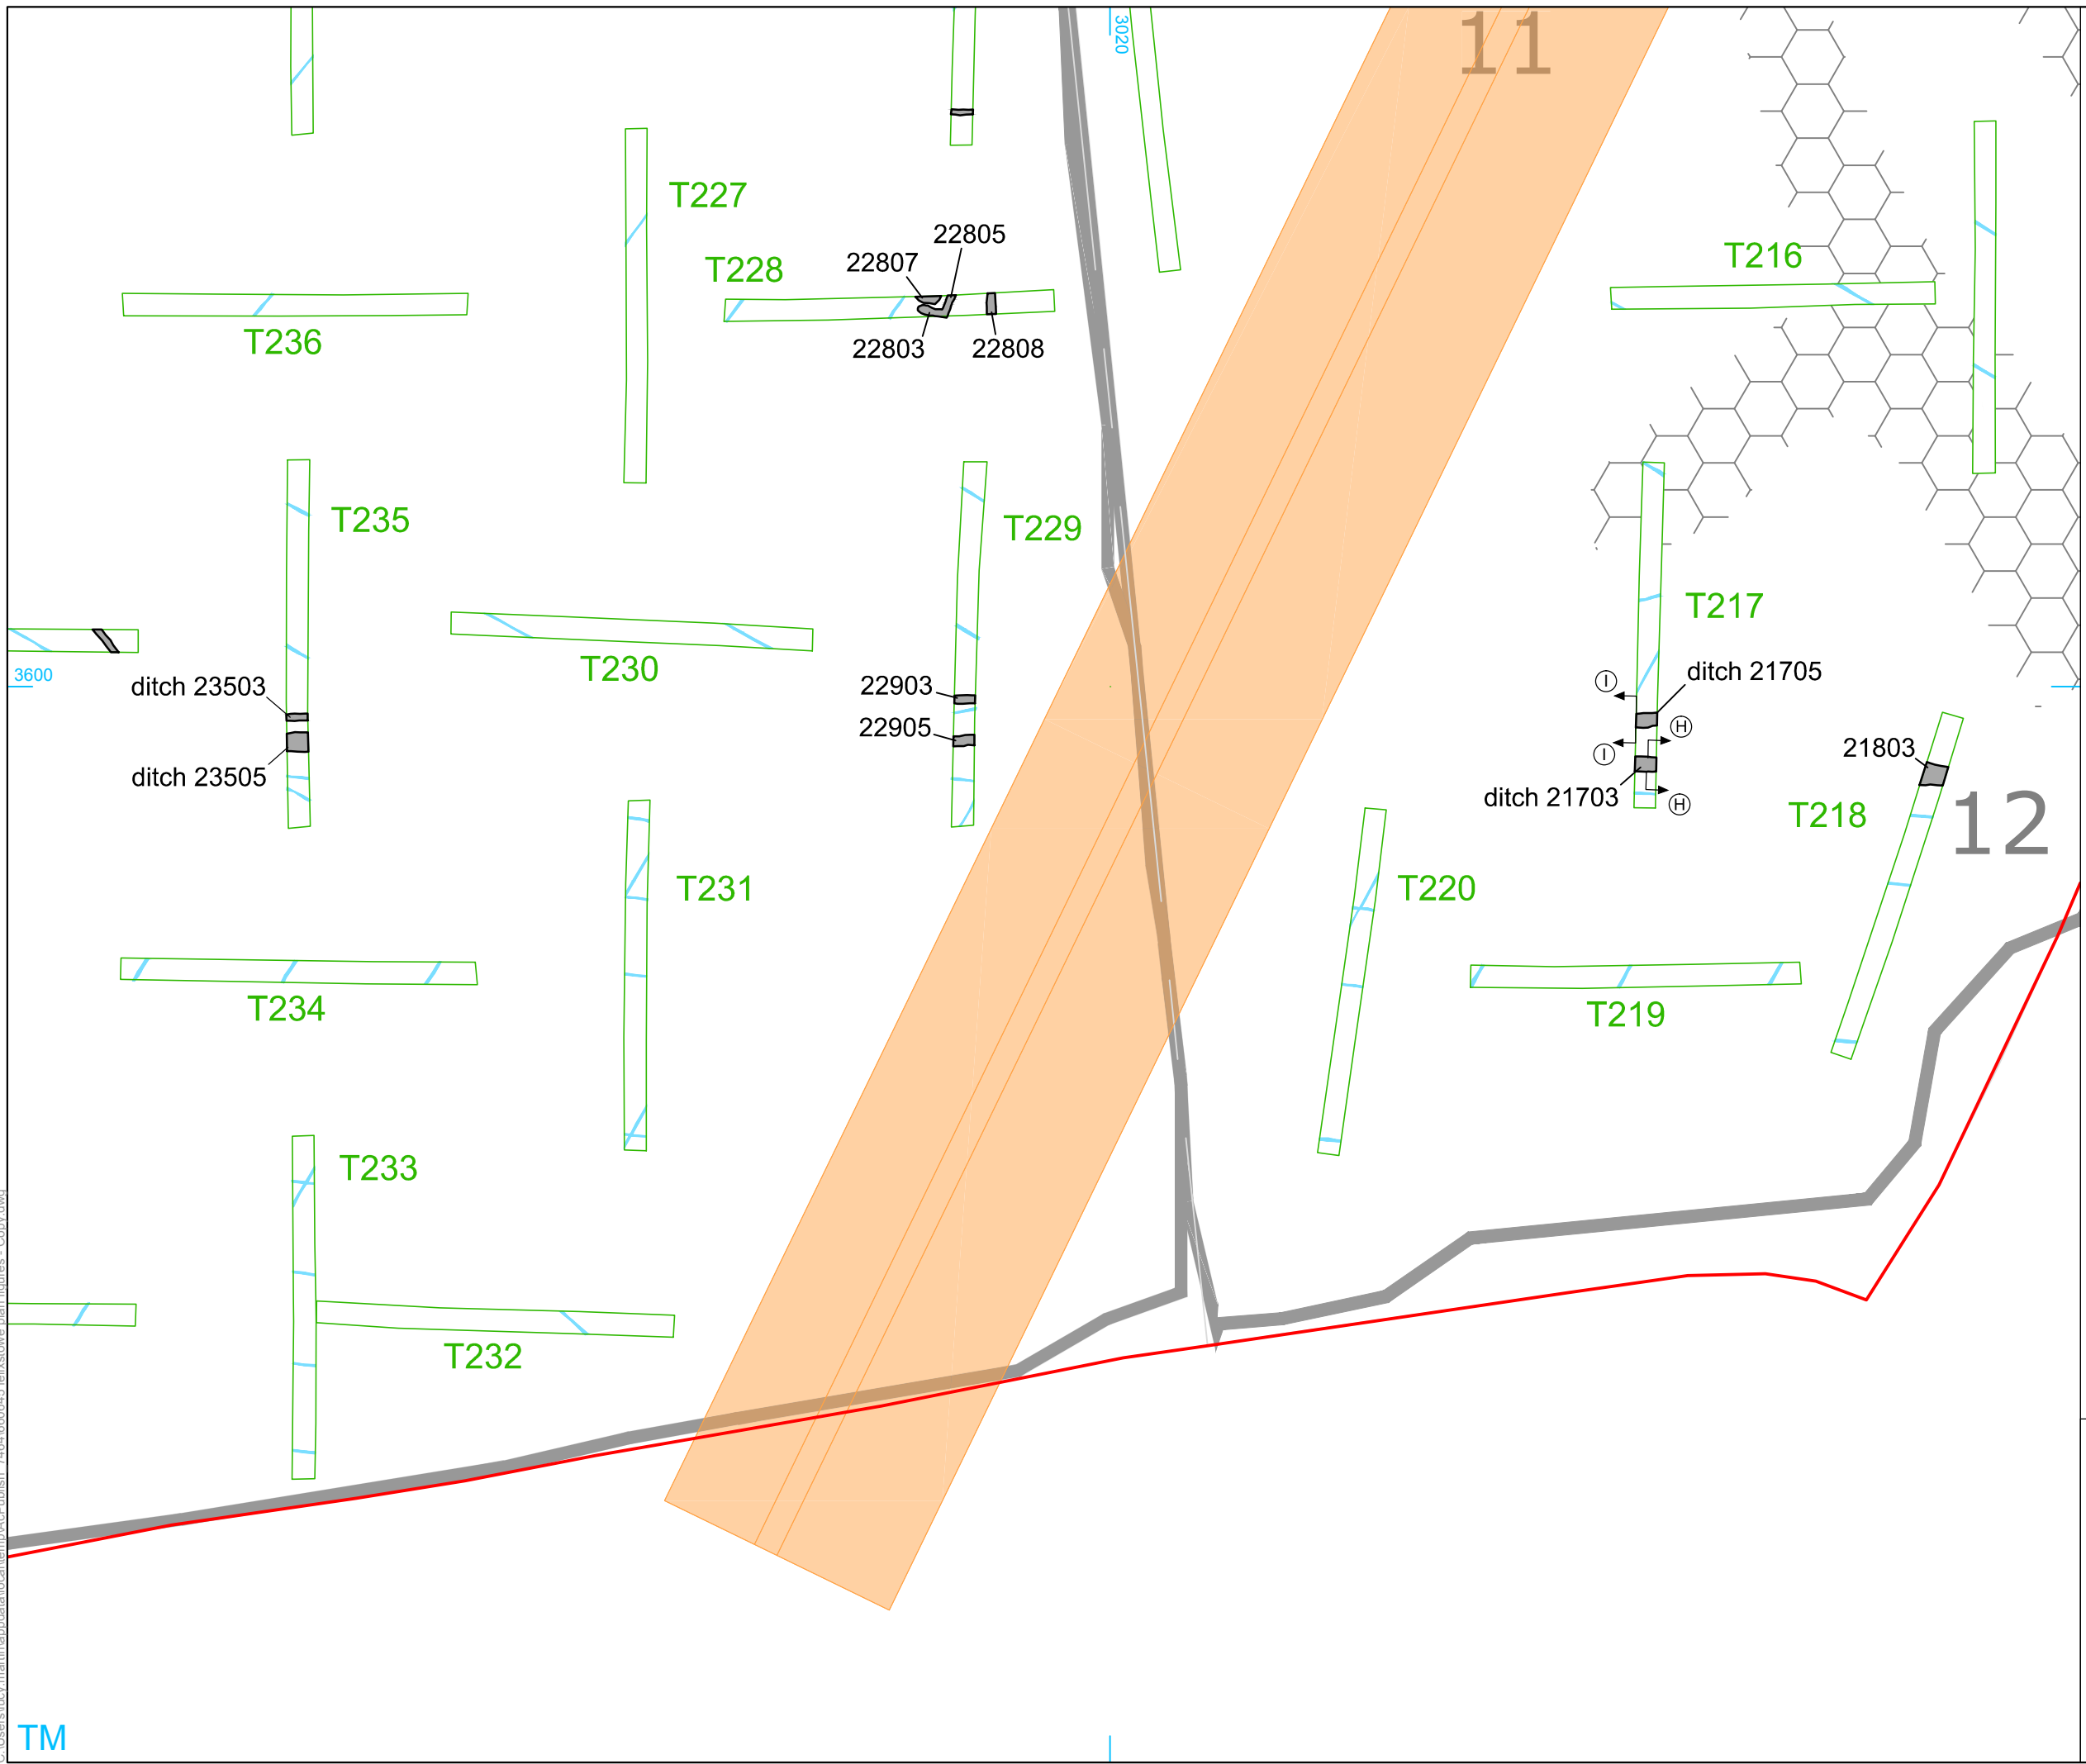 3020
11
T227
22805
22807
T228
T216
T236
22803
22808
T235
T229
T217
T230
3600
ditch 23503
22903
ditch 21705
I
22905
H
I
21803
ditch 23505
ditch 21703
H
T218
12
T231
T220
T234
T219
T233
T232
TM